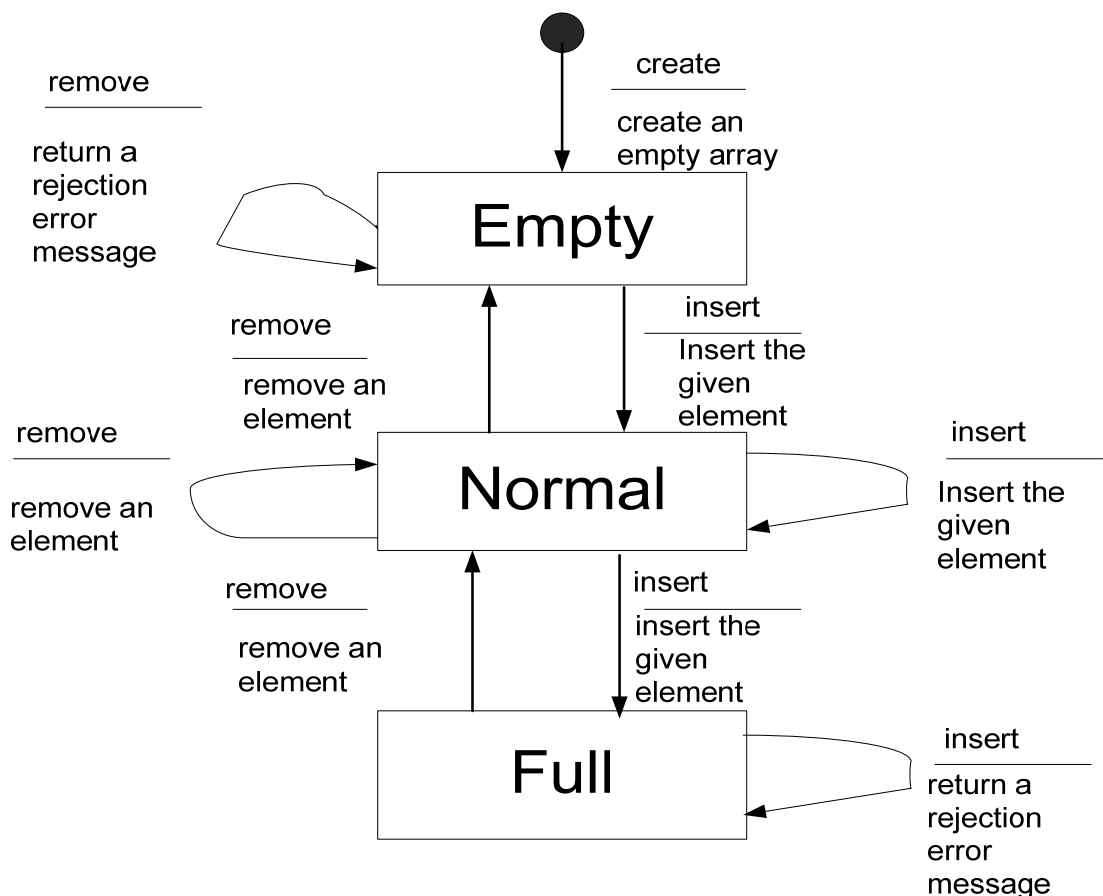 create
create an
empty array
remove
return a
rejection
error
message
Empty
remove
remove an
element
insert
Insert the
given
element
remove
remove an
element
Normal
insert
Insert the
given
element
remove
remove an
element
insert
insert the
given
element
Full
insert
return a
rejection
error
message